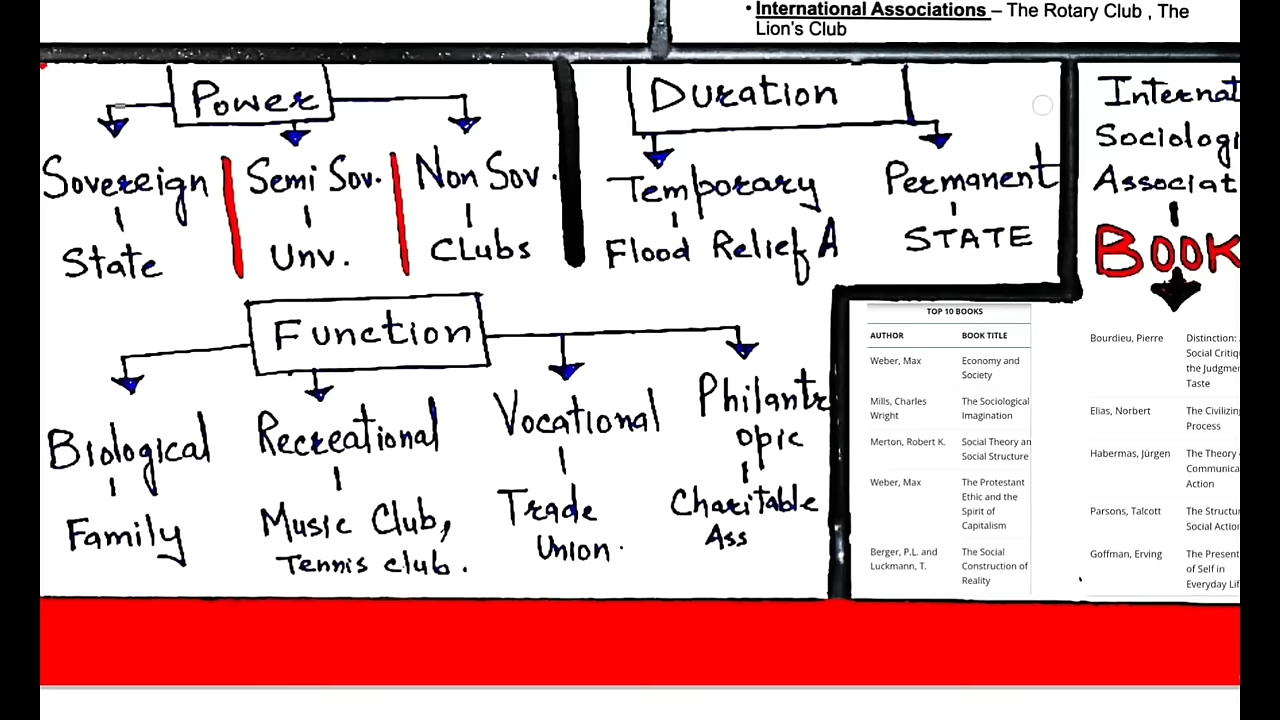 • International Associations – The Rotary Club , The
Lion's Club
Power
Sovereign
State
Semi Sov.
Unv.
Non Sov.
Clubs
Duration
Temporary
Flood Relief A
Permanent
STATE
Function
Biological
Family
Recreational
Music Club,
Tennis club.
Vocational
Trade
Union.
Philantr
opic
Charitable
Ass
Internat
Sociolog
Associat
BOOK
TOP 10 BOOKS
AUTHOR BOOK TITLE
Weber, Max Economy and
Society
Mills, Charles The Sociological
Wright Imagination
Merton, Robert K. Social Theory an
Social Structure
Weber, Max The Protestant
Ethic and the
Spirit of
Capitalism
Berger, P.L. and The Social
Luckmann, T. Construction of
Reality
Bourdieu, Pierre Distinction:
Social Critiq
the Judgmer
Taste
Elias, Norbert The Civilizin
Process
Habermas, Jürgen The Theory
Communica
Action
Parsons, Talcott The Structur
Social Action
Goffman, Erving The Present
of Self in
Everyday Lif